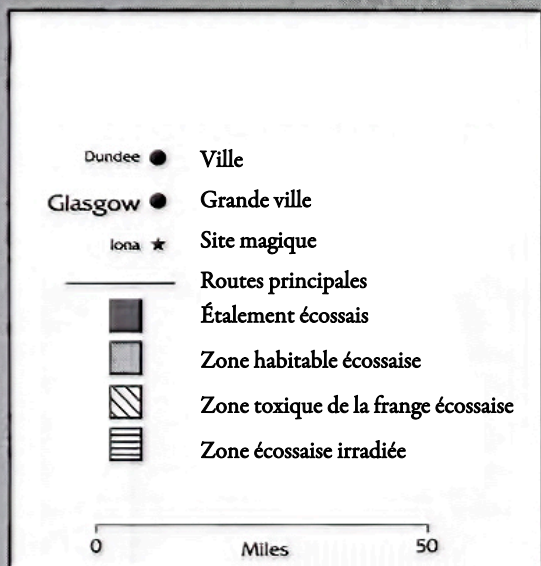 Dundee Ville
Glasgow Grande ville
Iona Site magique
Routes principales
Étalement écossais
Zone habitable écossaise
Zone toxique de la frange écossaise
Zone écossaise irradiée
0 Miles 50